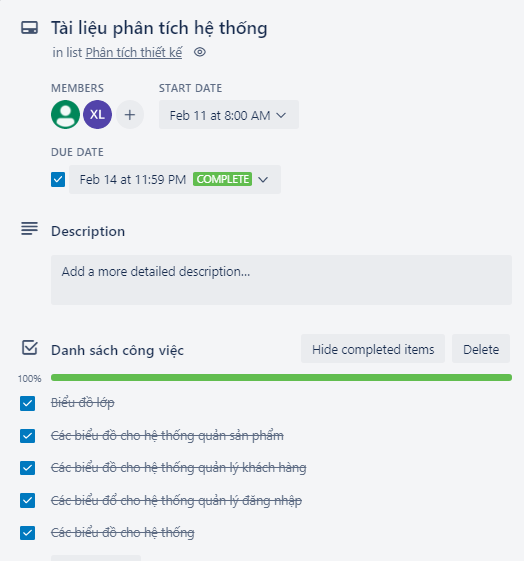 Tài liệu phân tích hệ thống
in list Phân tích thiết kế
MEMBERS START DATE
XL + Feb 11 at 8:00 AM
DUE DATE
Feb 14 at 11:59 PM COMPLETE
Description
Add a more detailed description...
Danh sách công việc Hide completed items Delete
100%
Biểu đồ lớp
Các biểu đồ cho hệ thống quản sản phẩm
Các biểu đồ cho hệ thống quản lý khách hàng
Các biểu đổ cho hệ thống quản lý đăng nhập
Các biểu đồ cho hệ thống